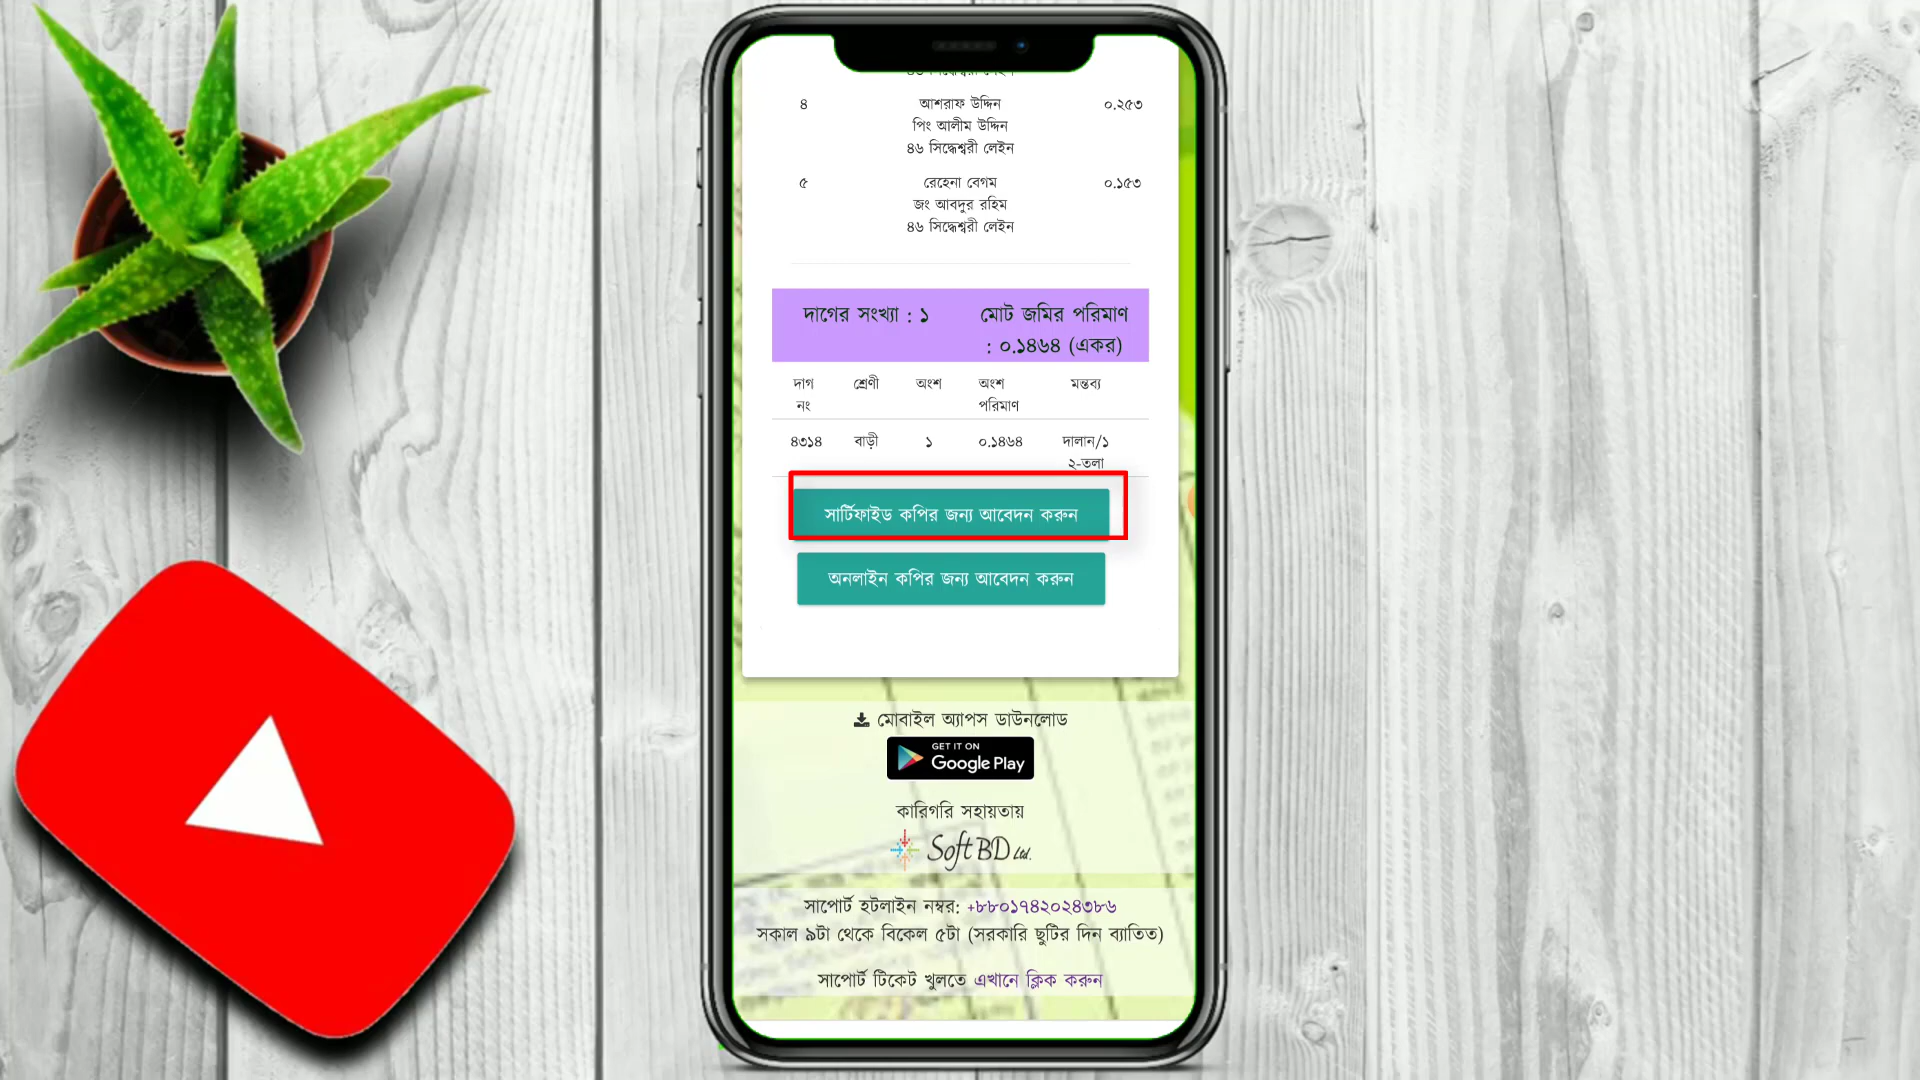 ৪ আশরাফ উদ্দিন ০.২৫৩
পিং আলীম উদ্দিন
৪৬ সিদ্ধেশ্বরী লেইন
৫ রেহেনা বেগম ০.১৫৩
জং আবদুর রহিম
৪৬ সিদ্ধেশ্বরী লেইন
দাগের সংখ্যা : ১ মোট জমির পরিমাণ
: ০.১৪৬৪ (একর)
দাগ শ্রেণী অংশ অংশ মন্তব্য
নং পরিমাণ
৪৩১৪ বাড়ী ১ ০.১৪৬৪ দালান/১
২-তলা
সার্টিফাইড কপির জন্য আবেদন করুন
অনলাইন কপির জন্য আবেদন করুন
মোবাইল অ্যাপস ডাউনলোড
GET IT ON
Google Play
কারিগরি সহায়তায়
Soft BD Ltd.
সাপোর্ট হটলাইন নম্বর: +৮৮০১৭৪২০২৪৩৮৬
সকাল ৯টা থেকে বিকেল ৫টা (সরকারি ছুটির দিন ব্যাতিত)
সাপোর্ট টিকেট খুলতে এখানে ক্লিক করুন